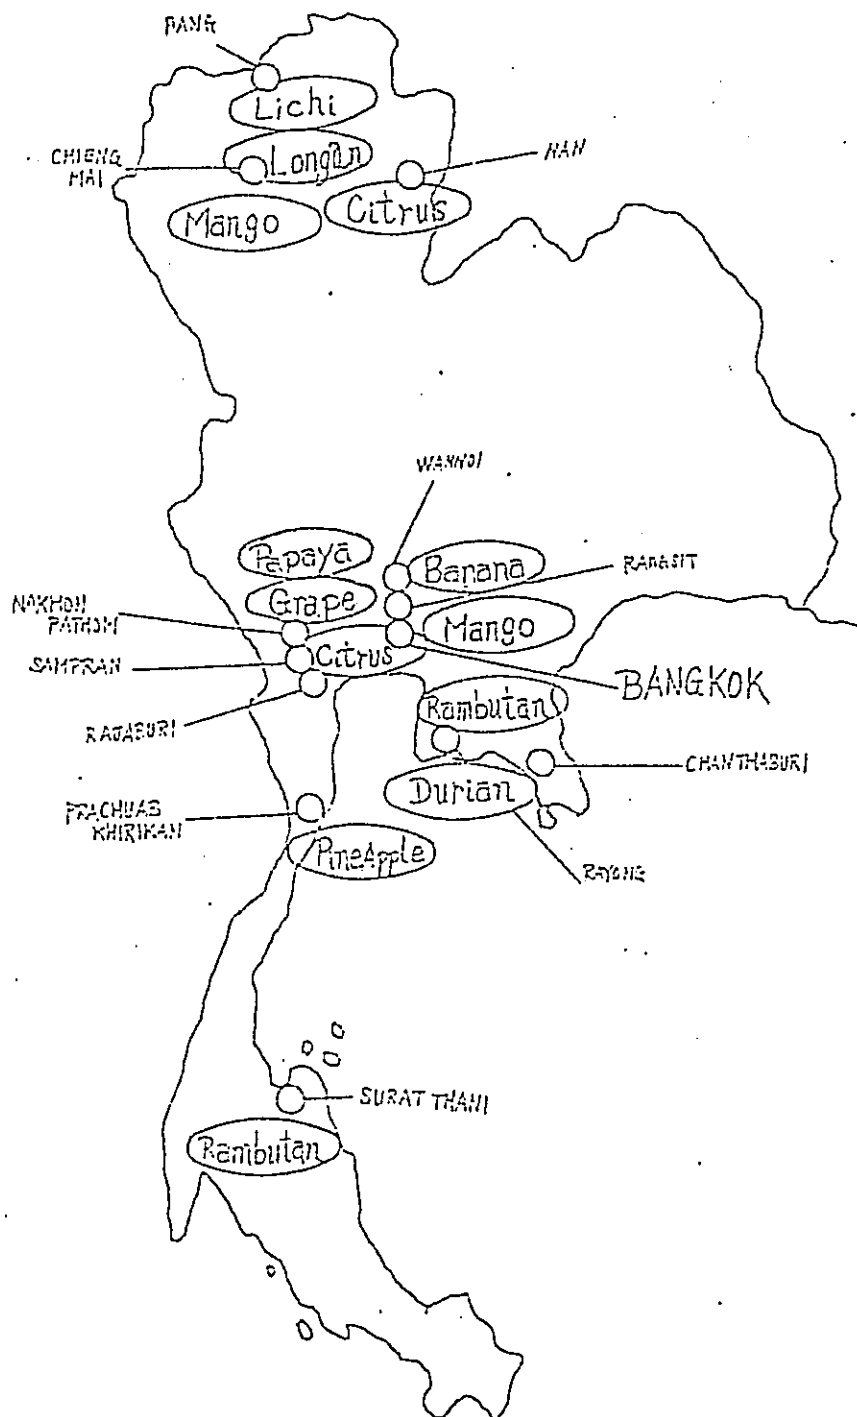 FANG
Lichi
CHIENG
MAI
Longan
NAN
Mango
Citrus
WANNOI
Papaya
Banana
RANGSIT
Grape
NAKHON
PATHOM
Mango
Citrus
SAMPRAN
BANGKOK
Rambutan
RAJABURI
CHANTHABURI
Durian
PRACHUAB
KHIRIKAN
PineApple
RAYONG
SURAT THANI
Rambutan